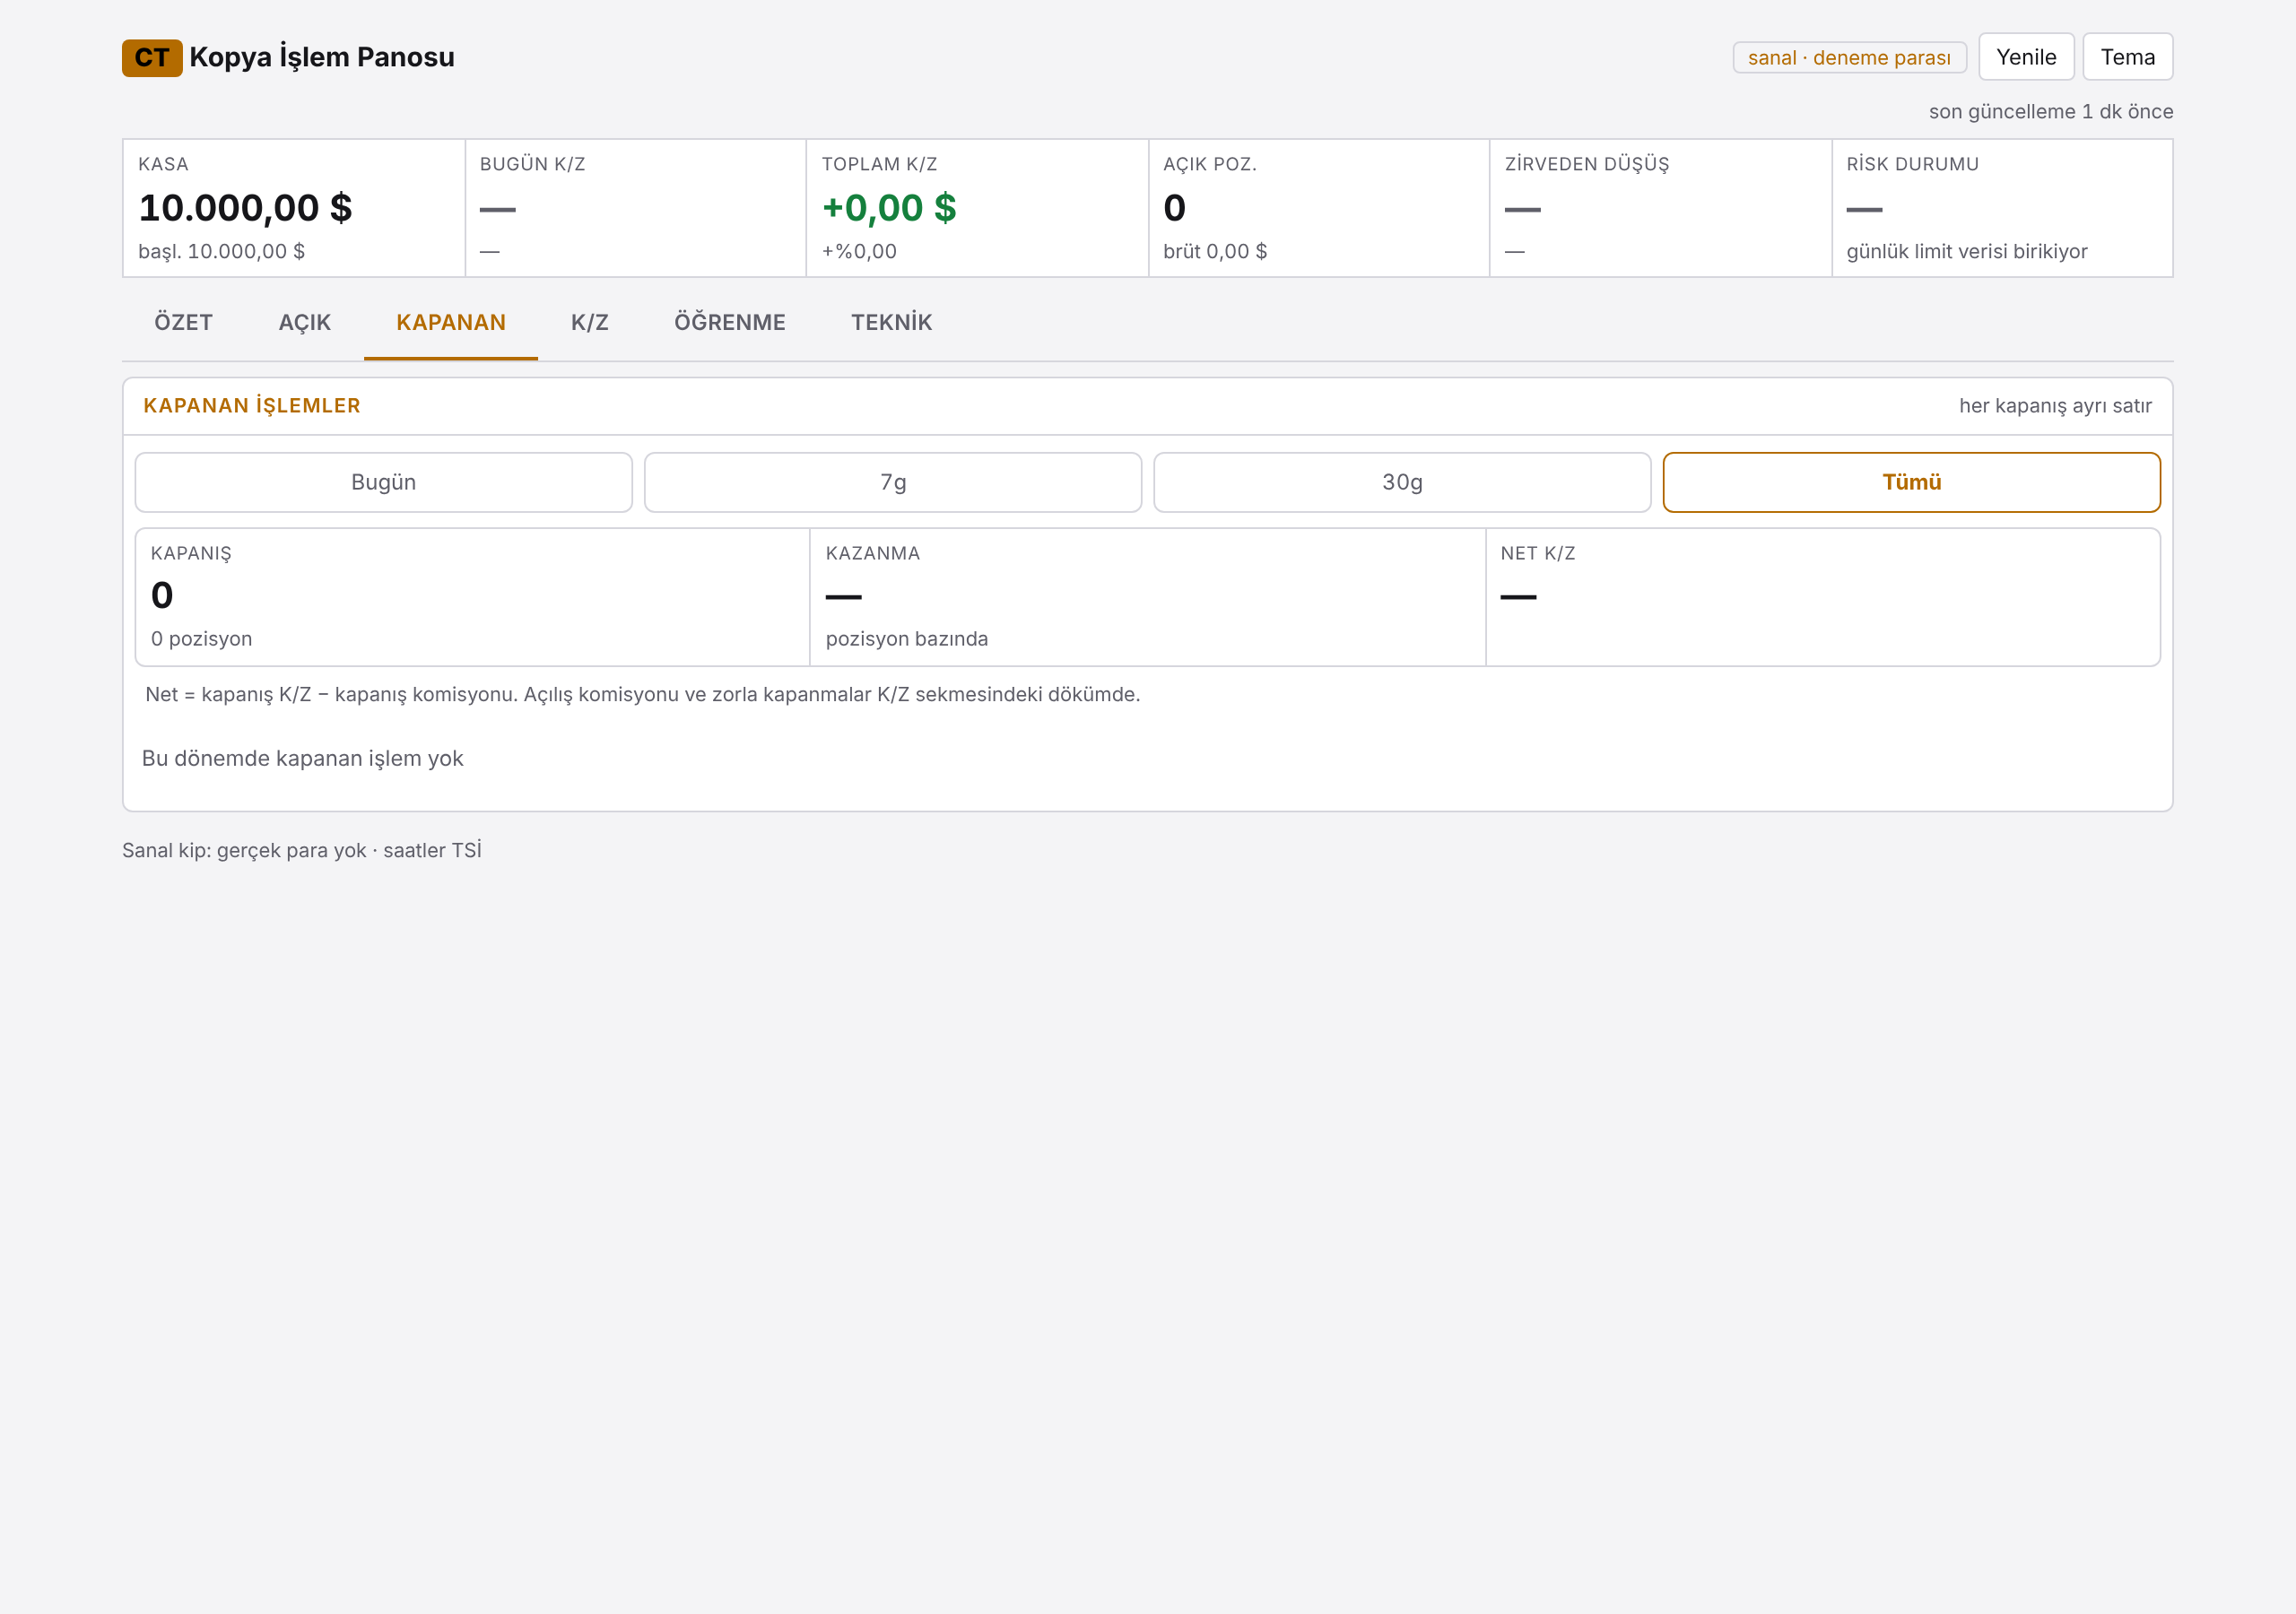 CT Kopya İşlem Panosu
sanal · deneme parası Yenile Tema
son güncelleme 1 dk önce
KASA
10.000,00 $
başl. 10.000,00 $
BUGÜN K/Z
—
—
TOPLAM K/Z
+0,00 $
+%0,00
AÇIK POZ.
0
brüt 0,00 $
ZİRVEDEN DÜŞÜŞ
—
—
RİSK DURUMU
—
günlük limit verisi birikiyor
ÖZET AÇIK KAPANAN K/Z ÖĞRENME TEKNİK
KAPANAN İŞLEMLER
her kapanış ayrı satır
Bugün 7g 30g Tümü
KAPANIŞ
0
0 pozisyon
KAZANMA
—
pozisyon bazında
NET K/Z
—
Net = kapanış K/Z − kapanış komisyonu. Açılış komisyonu ve zorla kapanmalar K/Z sekmesindeki dökümde.
Bu dönemde kapanan işlem yok
Sanal kip: gerçek para yok · saatler TSİ